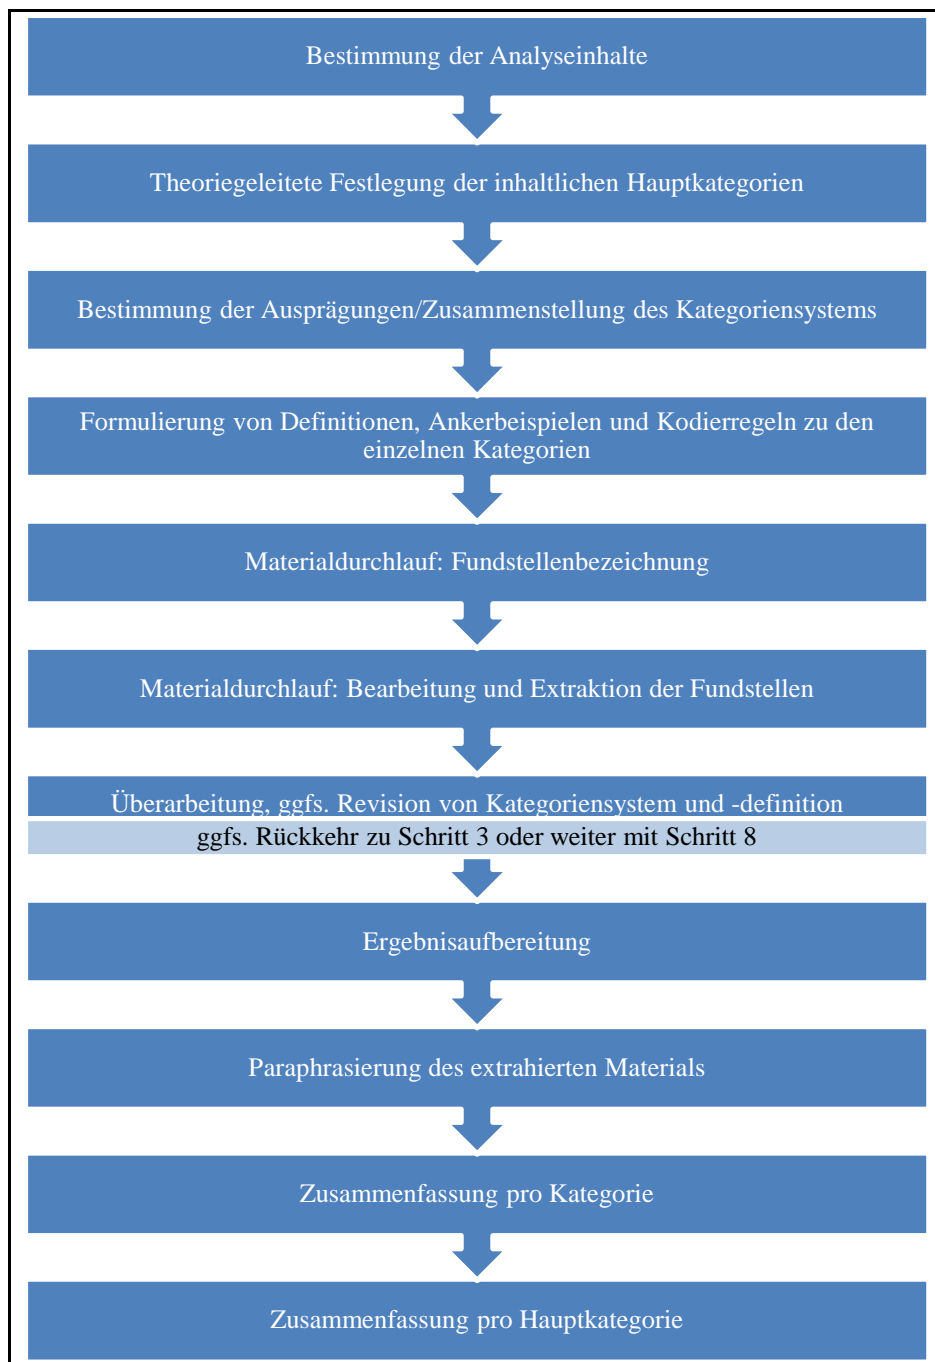 Bestimmung der Analyseinhalte
Theoriegeleitete Festlegung der inhaltlichen Hauptkategorien
Bestimmung der Ausprägungen/Zusammenstellung des Kategoriensystems
Formulierung von Definitionen, Ankerbeispielen und Kodierregeln zu den
einzelnen Kategorien
Materialdurchlauf: Fundstellenbezeichnung
Materialdurchlauf: Bearbeitung und Extraktion der Fundstellen
Überarbeitung, ggfs. Revision von Kategoriensystem und -definition
ggfs. Rückkehr zu Schritt 3 oder weiter mit Schritt 8
Ergebnisaufbereitung
Paraphrasierung des extrahierten Materials
Zusammenfassung pro Kategorie
Zusammenfassung pro Hauptkategorie